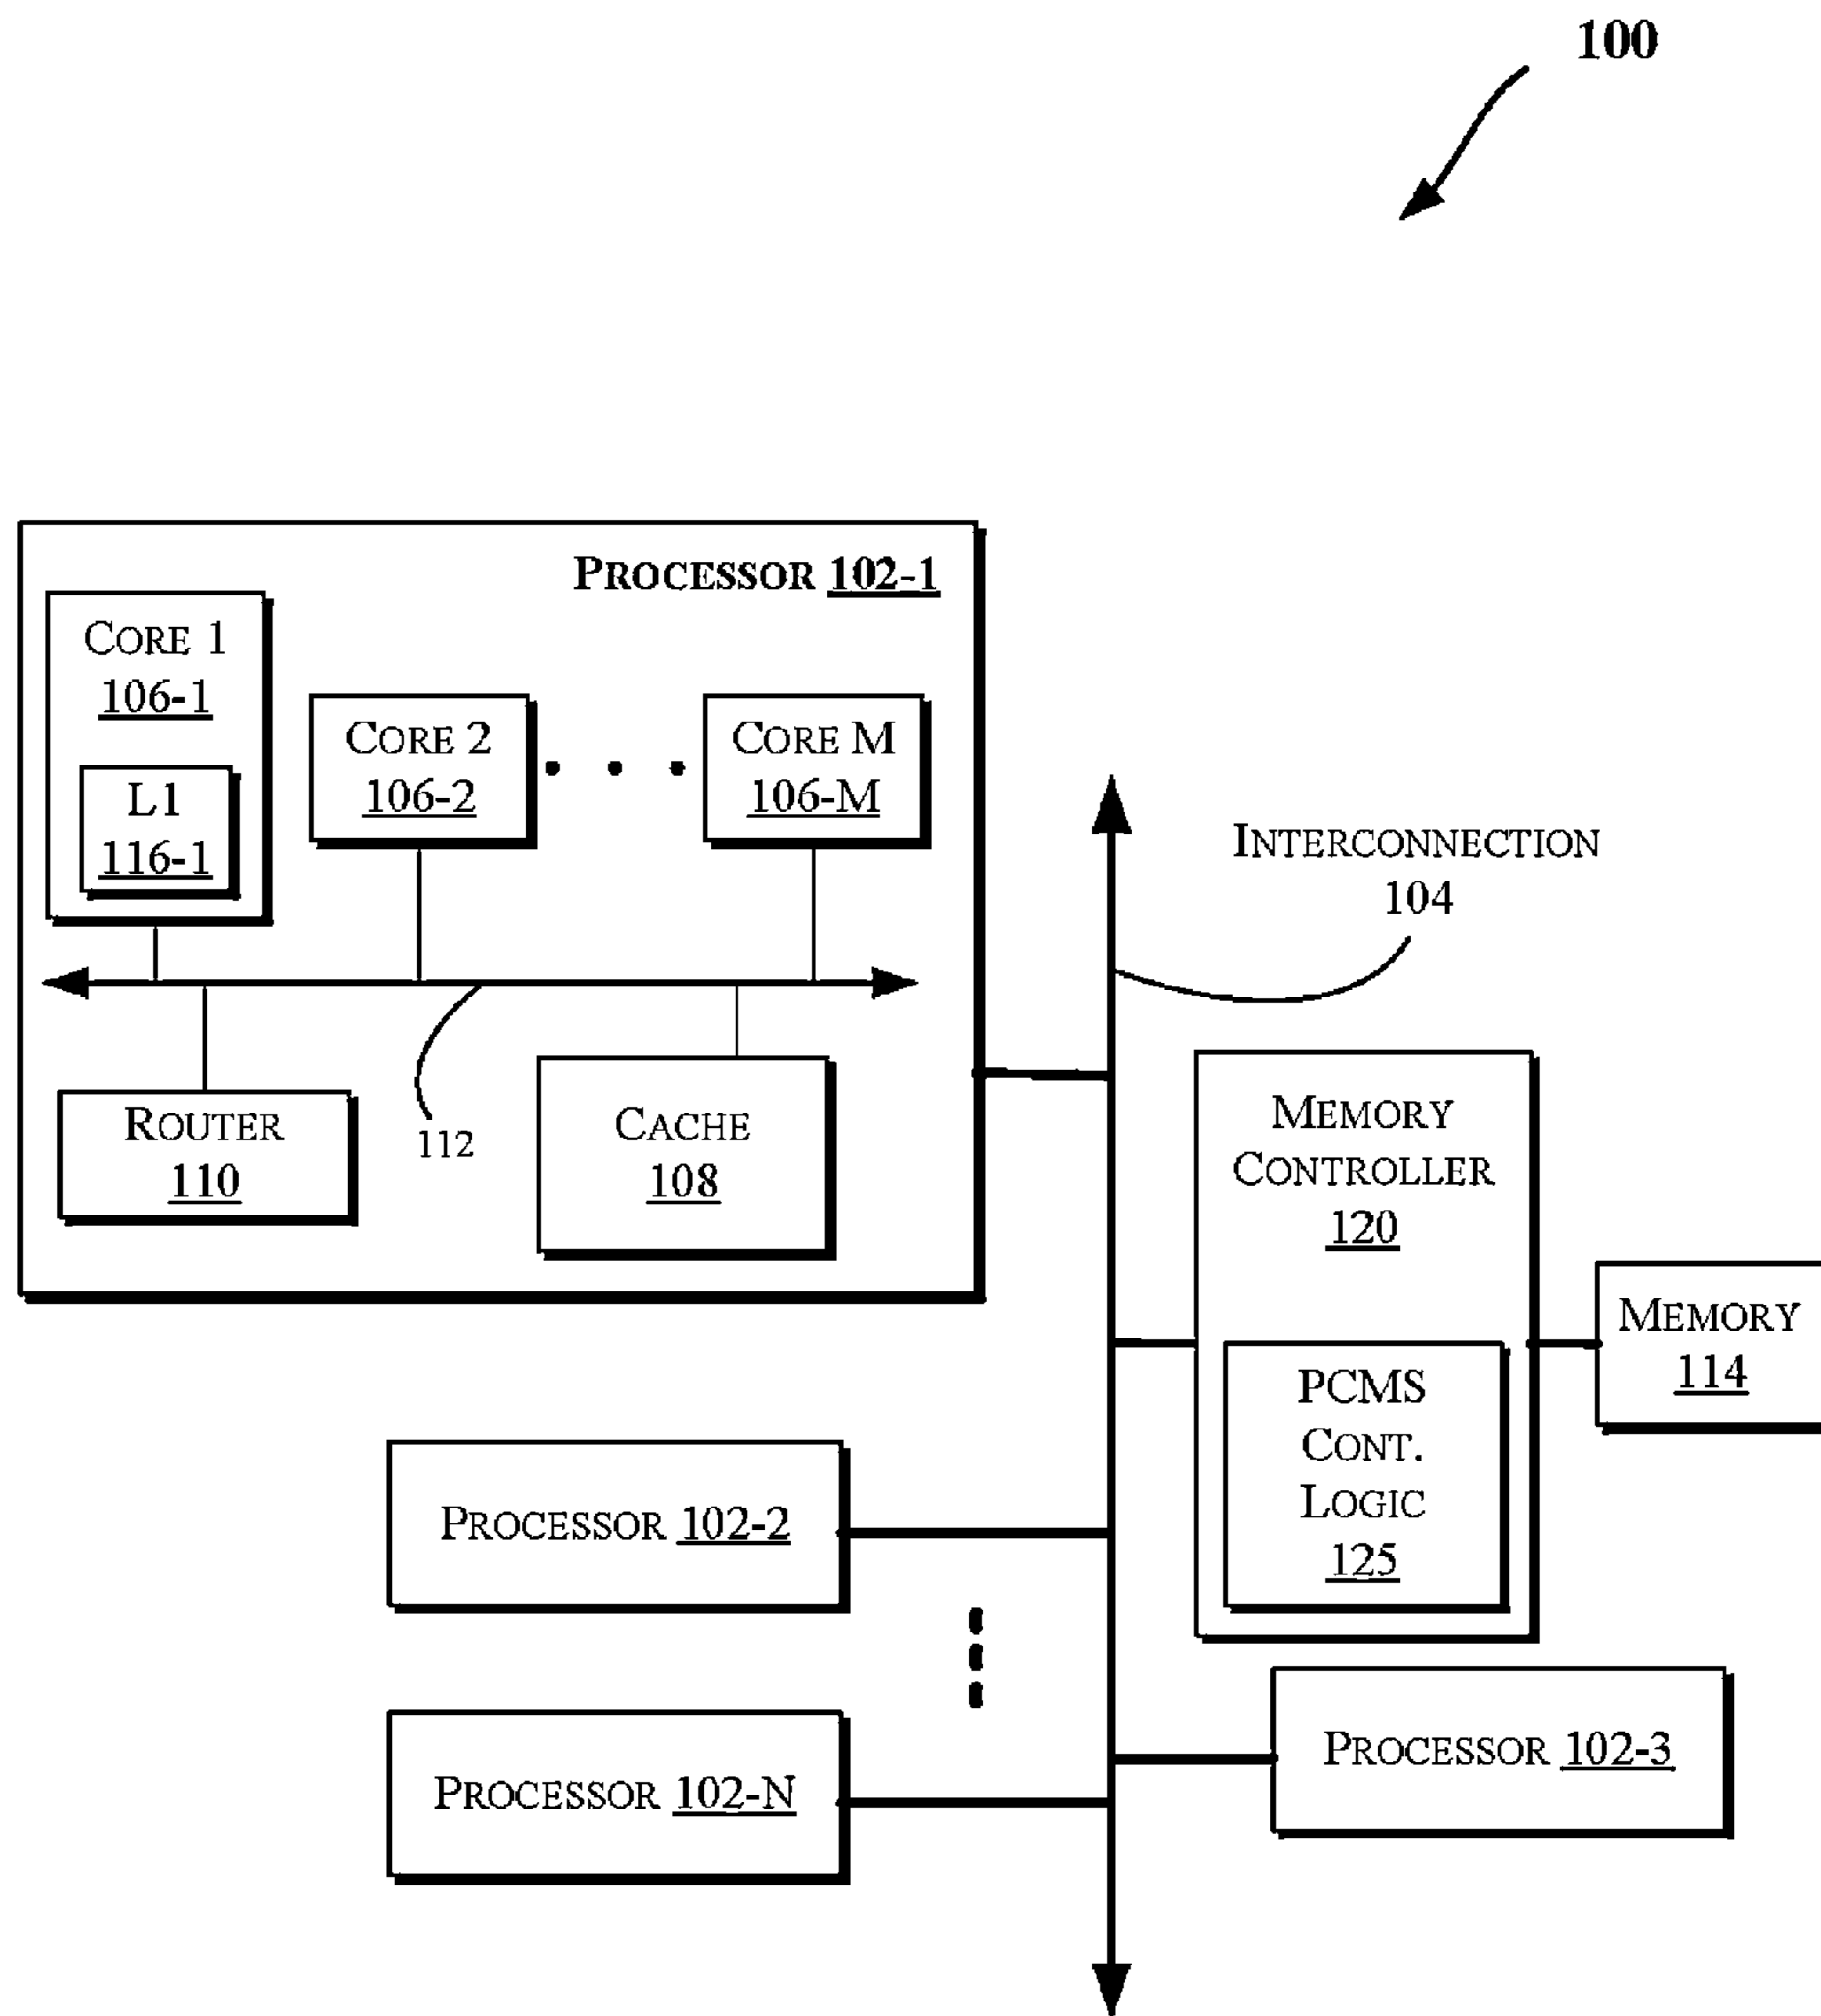 100
PROCESSOR 102-1
CORE 1
106-1
L1
116-1
CORE 2
106-2
CORE M
106-M
112
ROUTER
110
CACHE
108
INTERCONNECTION
104
MEMORY
CONTROLLER
120
PCMS
CONT.
LOGIC
125
MEMORY
114
PROCESSOR 102-2
PROCESSOR 102-N
PROCESSOR 102-3